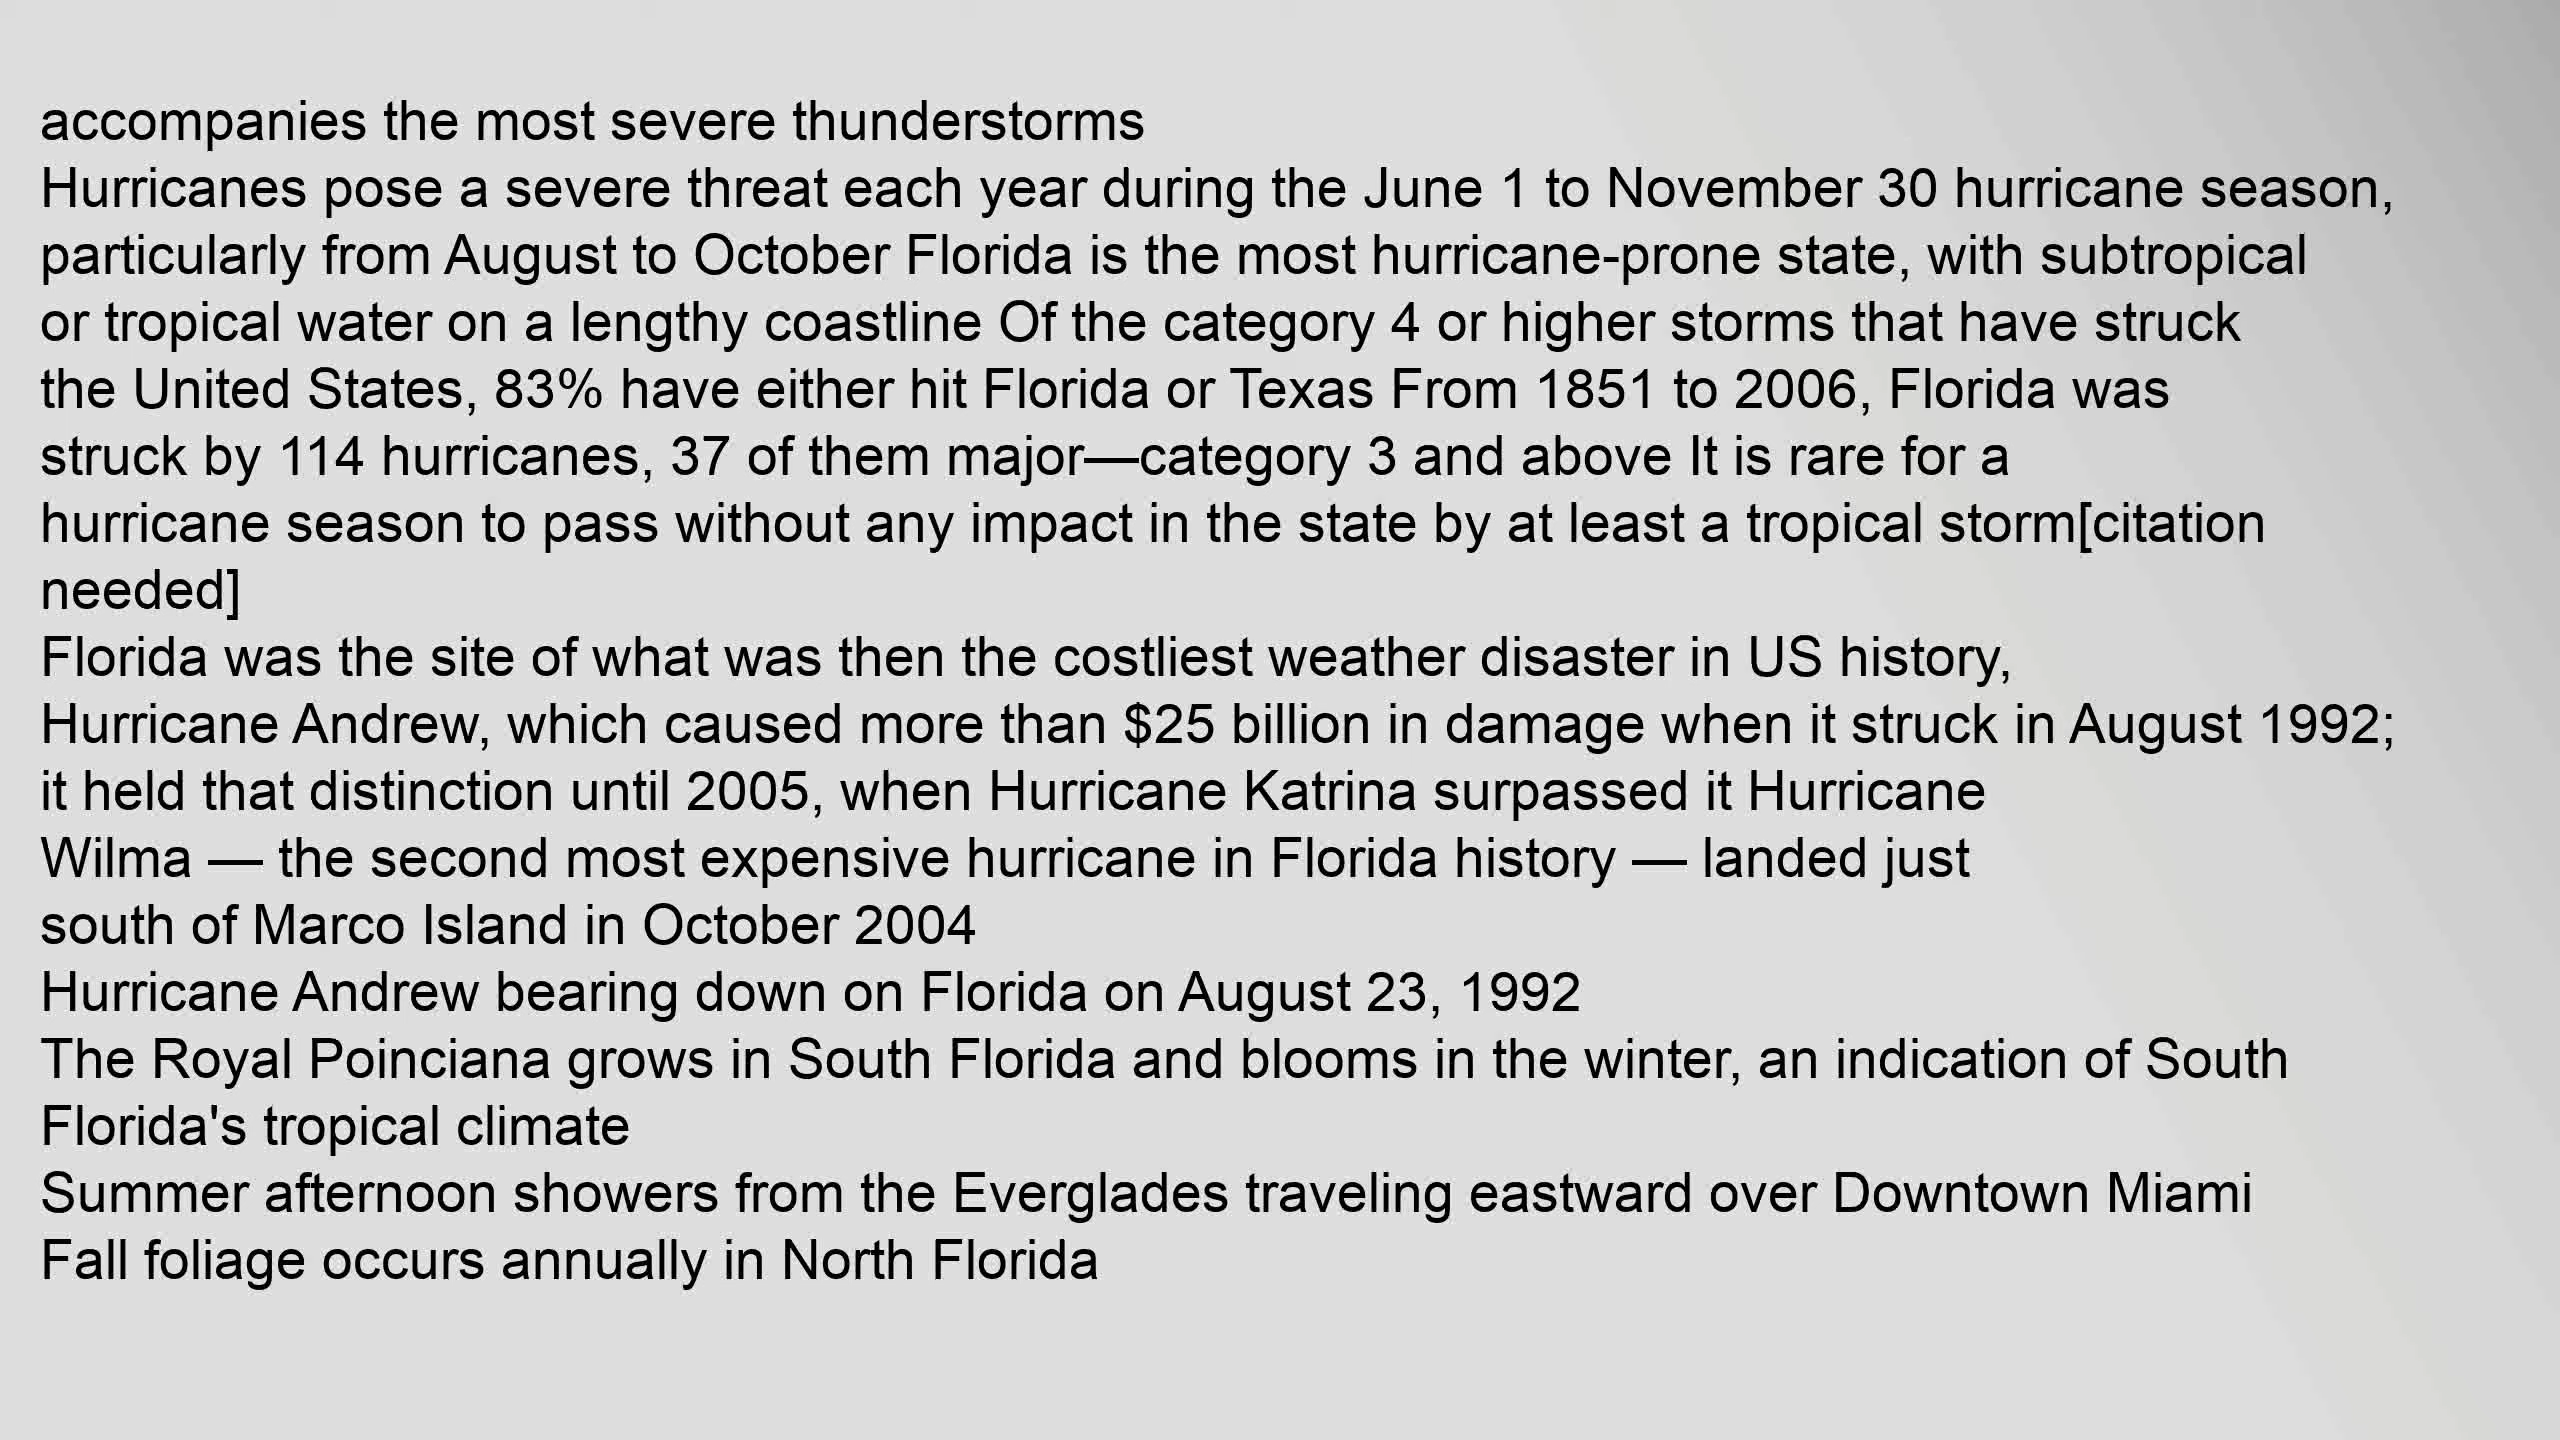 accompanies the most severe thunderstorms
Hurricanes pose a severe threat each year during the June 1 to November 30 hurricane season,
particularly from August to October Florida is the most hurricane-prone state, with subtropical
or tropical water on a lengthy coastline Of the category 4 or higher storms that have struck
the United States, 83% have either hit Florida or Texas From 1851 to 2006, Florida was
struck by 114 hurricanes, 37 of them major—category 3 and above It is rare for a
hurricane season to pass without any impact in the state by at least a tropical storm[citation
needed]
Florida was the site of what was then the costliest weather disaster in US history,
Hurricane Andrew, which caused more than $25 billion in damage when it struck in August 1992;
it held that distinction until 2005, when Hurricane Katrina surpassed it Hurricane
Wilma — the second most expensive hurricane in Florida history — landed just
south of Marco Island in October 2004
Hurricane Andrew bearing down on Florida on August 23, 1992
The Royal Poinciana grows in South Florida and blooms in the winter, an indication of South
Florida's tropical climate
Summer afternoon showers from the Everglades traveling eastward over Downtown Miami
Fall foliage occurs annually in North Florida